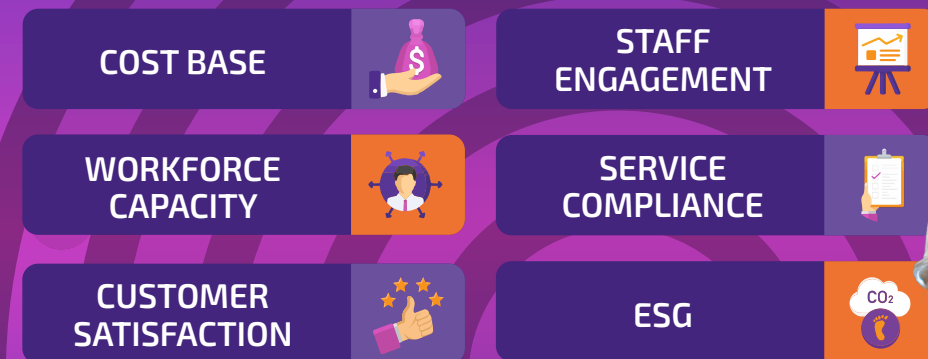 COST BASE
$
STAFF
ENGAGEMENT
WORKFORCE
CAPACITY
SERVICE
COMPLIANCE
CUSTOMER
SATISFACTION
ESG
CO₂